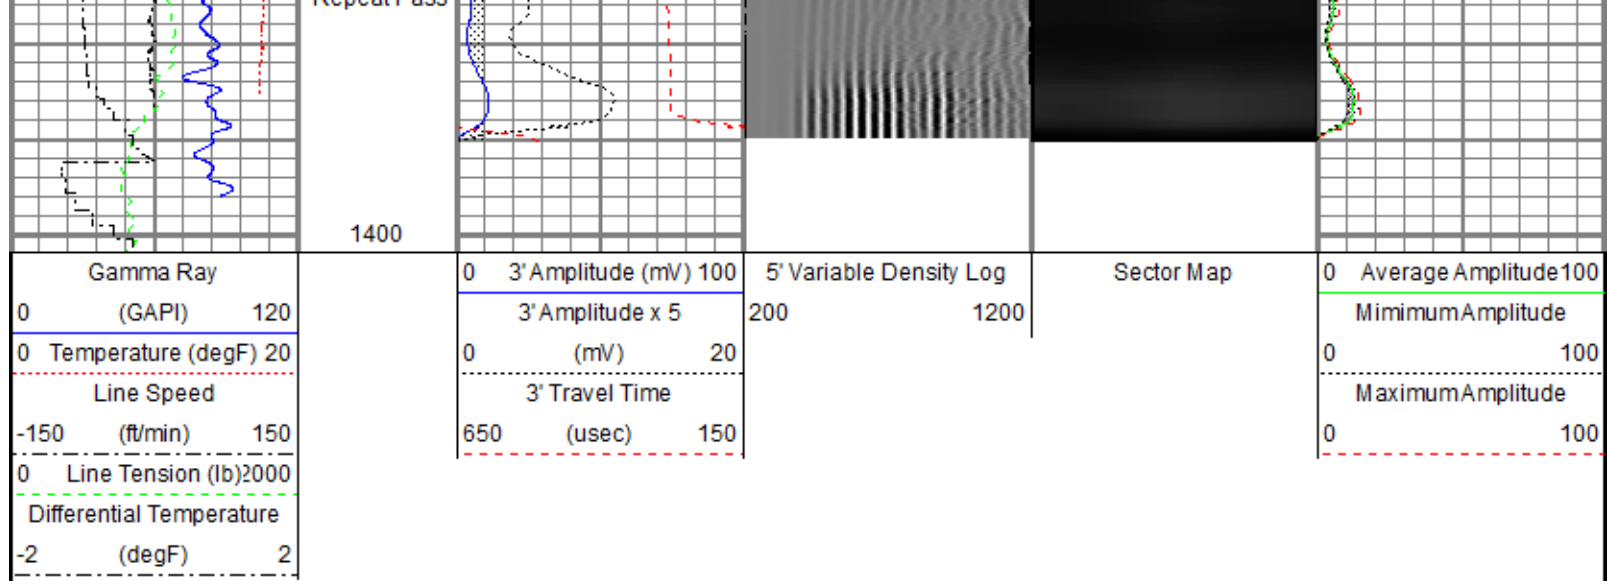 Repeat Pass
1400
Gamma Ray
0 (GAPI) 120
0 Temperature (degF) 20
Line Speed
-150 (ft/min) 150
0 Line Tension (lb) 2000
Differential Temperature
-2 (degF) 2
0 3' Amplitude (mV) 100
3' Amplitude x 5
0 (mV) 20
3' Travel Time
650 (usec) 150
5' Variable Density Log
200 1200
Sector Map
0 Average Amplitude 100
Mimimum Amplitude
0 100
Maximum Amplitude
0 100